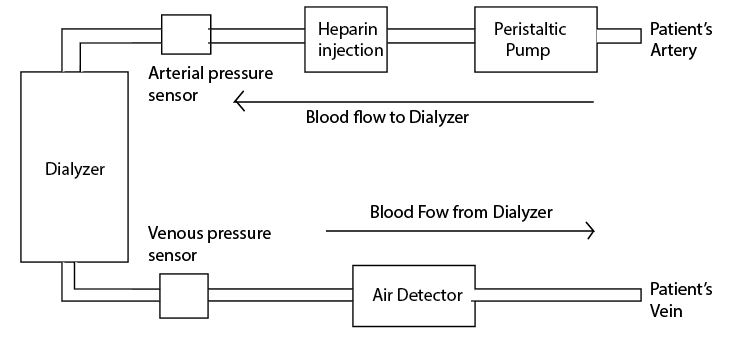 Heparin
injection
Peristaltic
Pump
Patient's
Artery
Arterial pressure
sensor
Blood flow to Dialyzer
Dialyzer
Blood Fow from Dialyzer
Venous pressure
sensor
Air Detector
Patient's
Vein